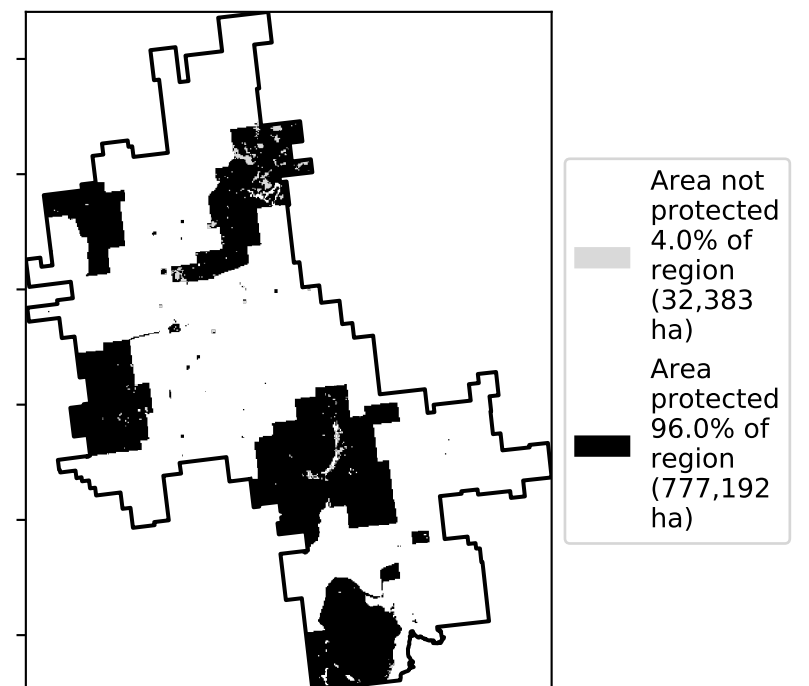 Area not
protected
4.0% of
region
(32,383
ha)
Area
protected
96.0% of
region
(777,192
ha)